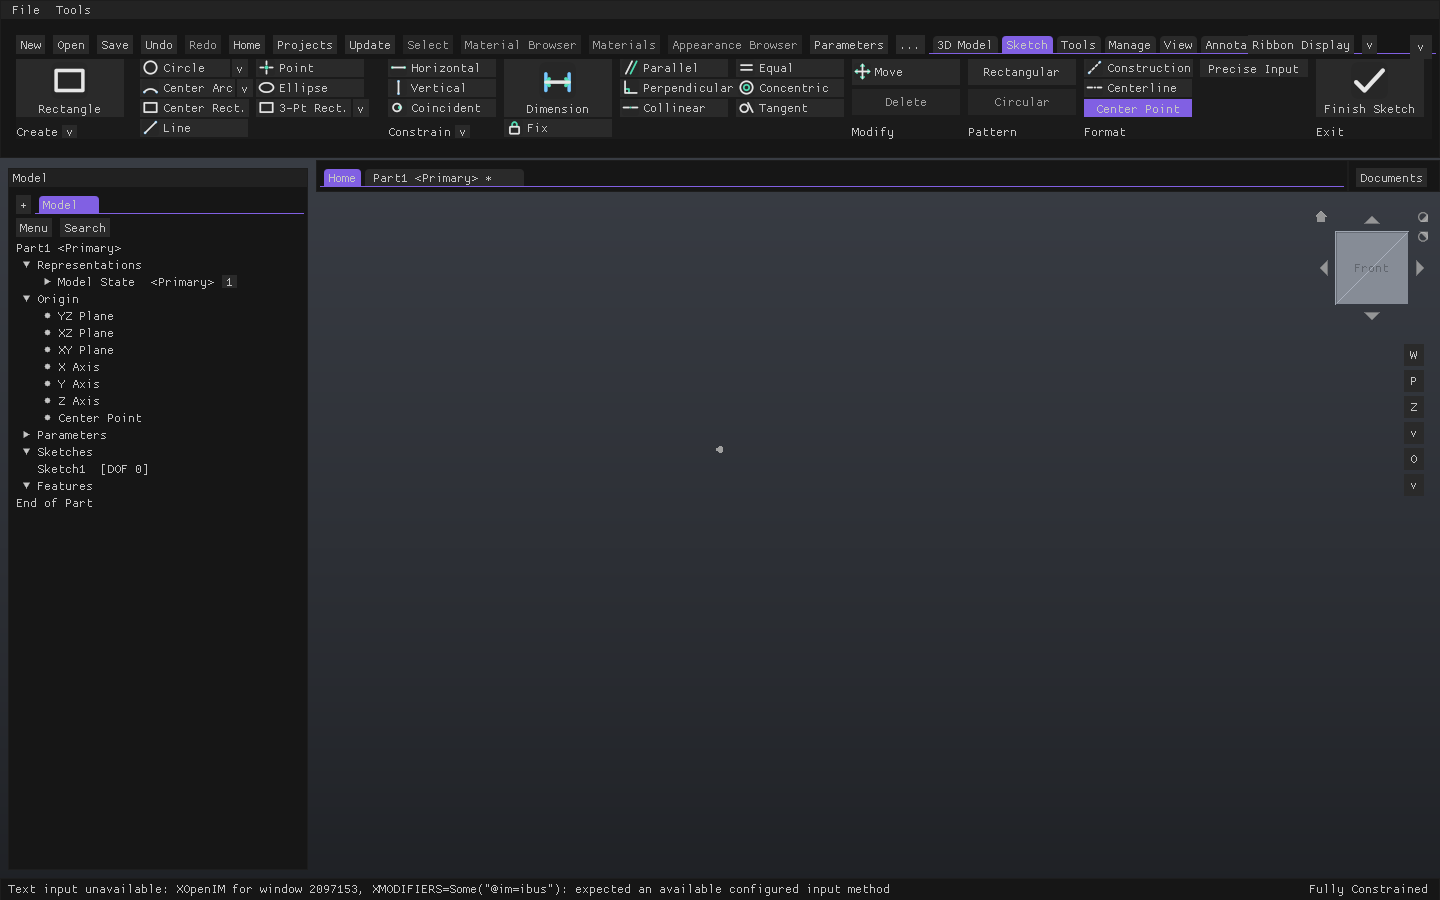 File Tools
New Open Save Undo Redo Home Projects Update Select Material Browser Materials Appearance Browser Parameters ... 3D Model Sketch Tools Manage View Annota Ribbon Display v v
Rectangle
Create v
Circle v
Center Arc v
Center Rect.
Line
Point
Ellipse
3-Pt Rect. v
Horizontal
Vertical
Coincident
Constrain v
Dimension
Fix
Parallel
Perpendicular
Collinear
Equal
Concentric
Tangent
Move
Delete
Modify
Rectangular
Circular
Pattern
Construction
Centerline
Center Point
Format
Precise Input
Finish Sketch
Exit
Model
+ Model
Menu Search
Part1 <Primary>
Representations
Model State <Primary> 1
Origin
YZ Plane
XZ Plane
XY Plane
X Axis
Y Axis
Z Axis
Center Point
Parameters
Sketches
Sketch1 [DOF 0]
Features
End of Part
Home Part1 <Primary> * Documents
Front
W
P
Z
v
O
v
Text input unavailable: XOpenIM for window 2097153, XMODIFIERS=Some("@im=ibus"): expected an available configured input method Fully Constrained